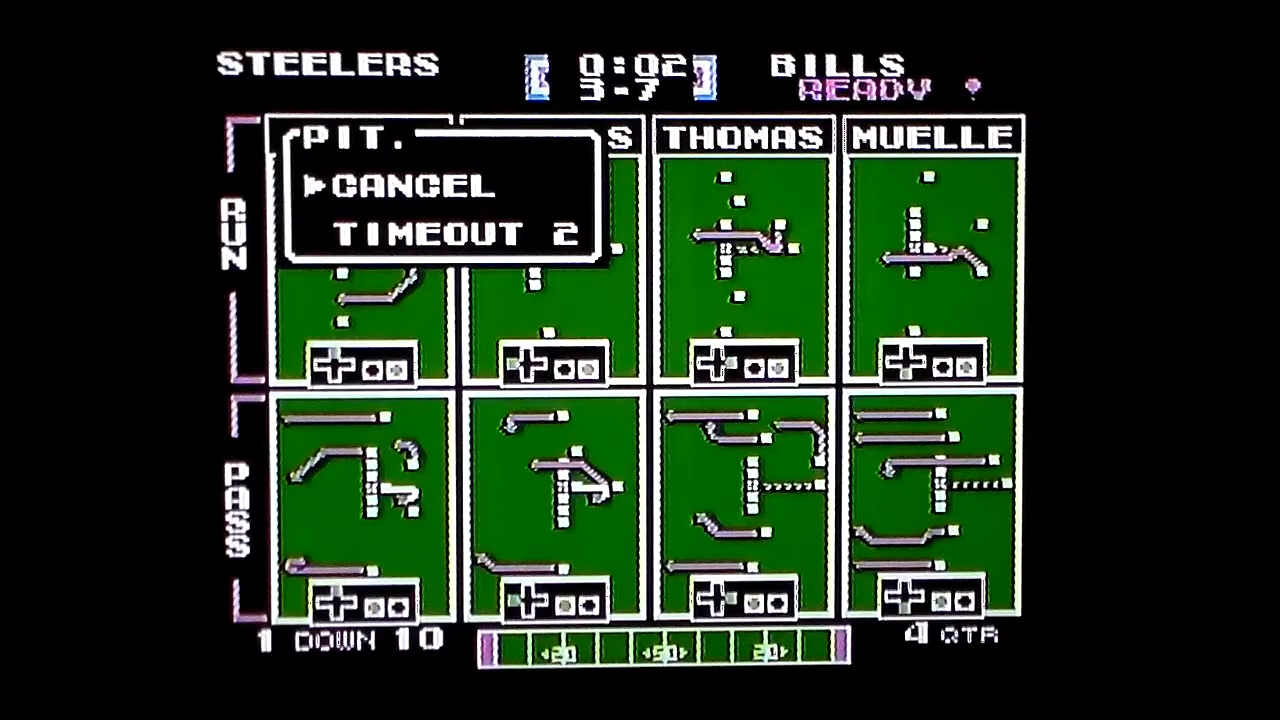 STEELERS 0:02 BILLS
3-7 READY
PIT.
CANCEL
TIMEOUT 2
S THOMAS MUELLE
RUN
PASS
1 DOWN 10
20 50 20
4 QTR